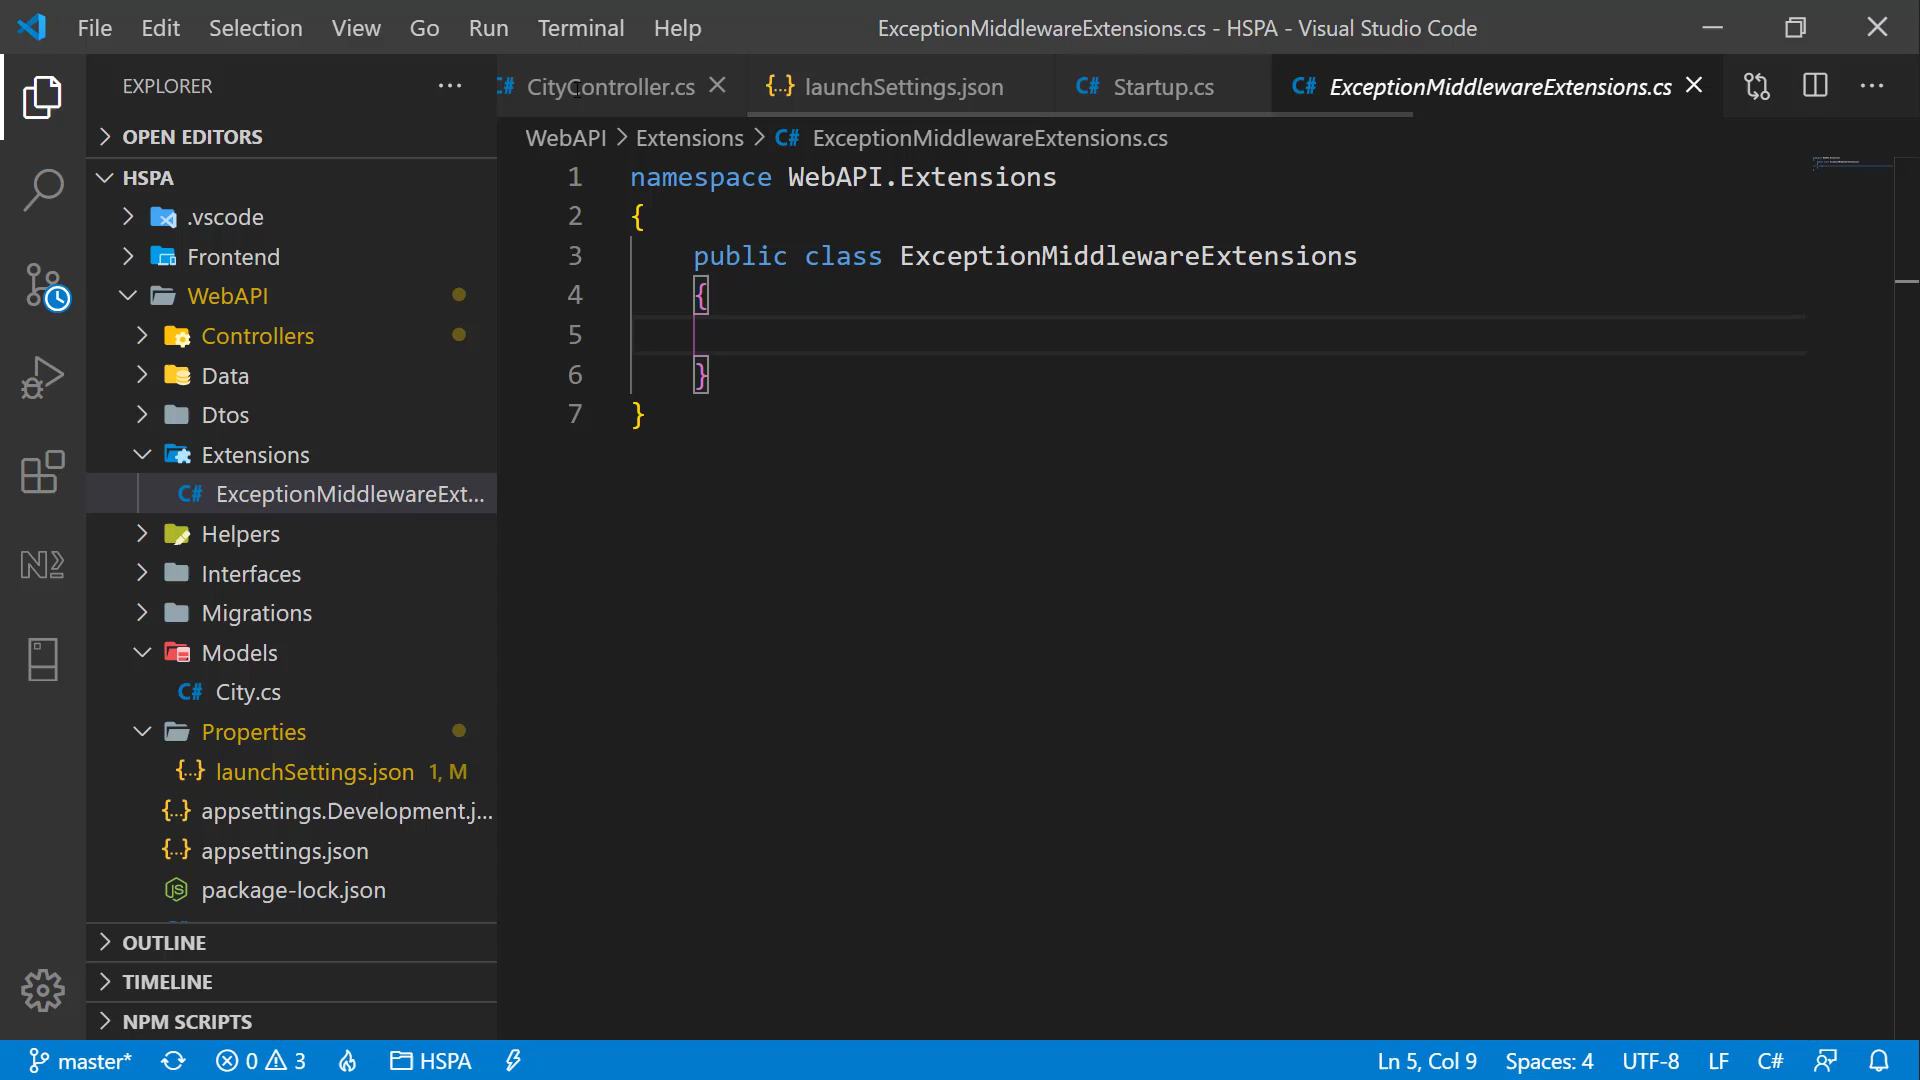 File Edit Selection View Go Run Terminal Help ExceptionMiddlewareExtensions.cs - HSPA - Visual Studio Code
EXPLORER
OPEN EDITORS
HSPA
.vscode
Frontend
WebAPI
Controllers
Data
Dtos
Extensions
C# ExceptionMiddlewareExt...
Helpers
Interfaces
Migrations
Models
C# City.cs
Properties
{...} launchSettings.json 1, M
{...} appsettings.Development.j...
{...} appsettings.json
package-lock.json
OUTLINE
TIMELINE
NPM SCRIPTS
C# CityController.cs {...} launchSettings.json C# Startup.cs C# ExceptionMiddlewareExtensions.cs
WebAPI > Extensions > C# ExceptionMiddlewareExtensions.cs
1 namespace WebAPI.Extensions
2 {
3 public class ExceptionMiddlewareExtensions
4 {
5
6 }
7 }
master* 0 3 HSPA Ln 5, Col 9 Spaces: 4 UTF-8 LF C#